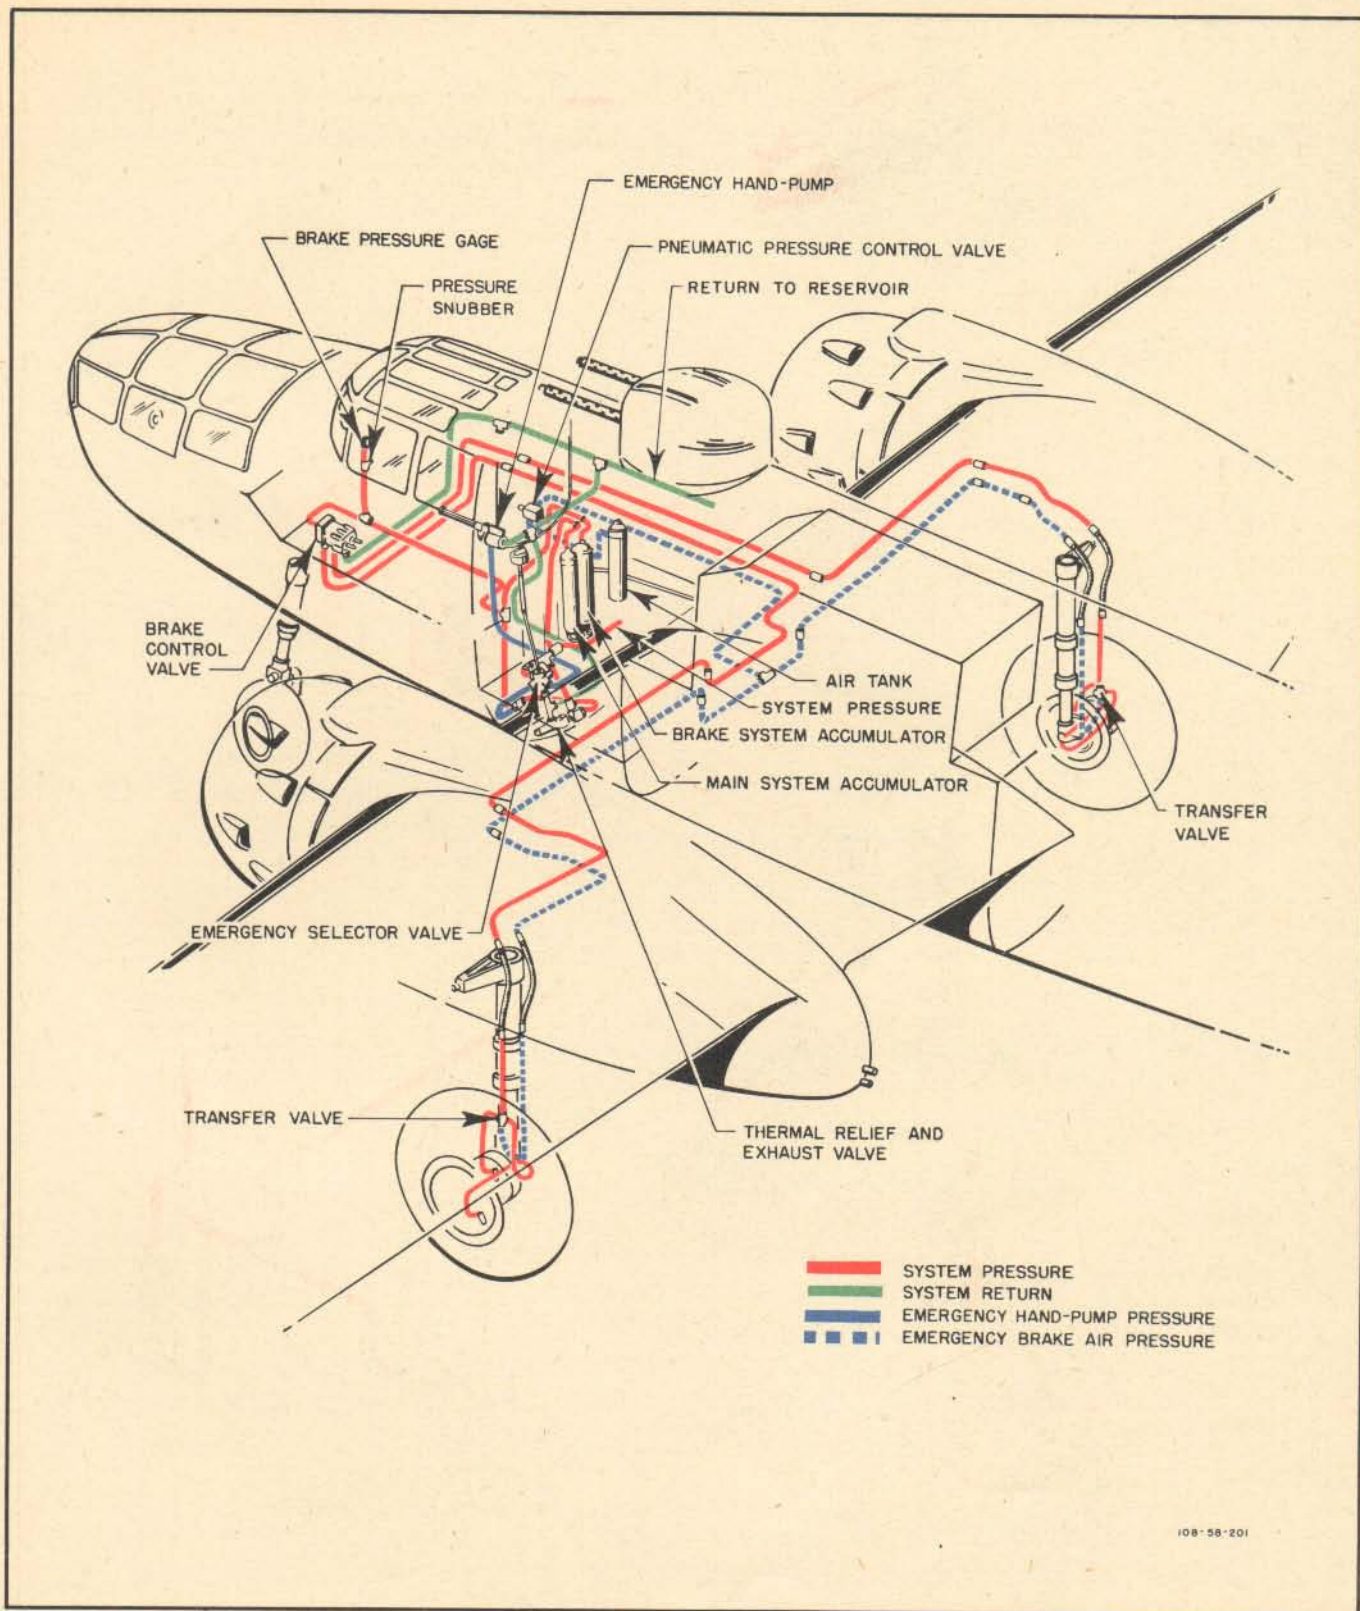 EMERGENCY HAND-PUMP
BRAKE PRESSURE GAGE
PNEUMATIC PRESSURE CONTROL VALVE
PRESSURE
SNUBBER
RETURN TO RESERVOIR
BRAKE
CONTROL
VALVE
AIR TANK
SYSTEM PRESSURE
BRAKE SYSTEM ACCUMULATOR
MAIN SYSTEM ACCUMULATOR
TRANSFER
VALVE
EMERGENCY SELECTOR VALVE
TRANSFER VALVE
THERMAL RELIEF AND
EXHAUST VALVE
SYSTEM PRESSURE
SYSTEM RETURN
EMERGENCY HAND-PUMP PRESSURE
EMERGENCY BRAKE AIR PRESSURE
108-58-201